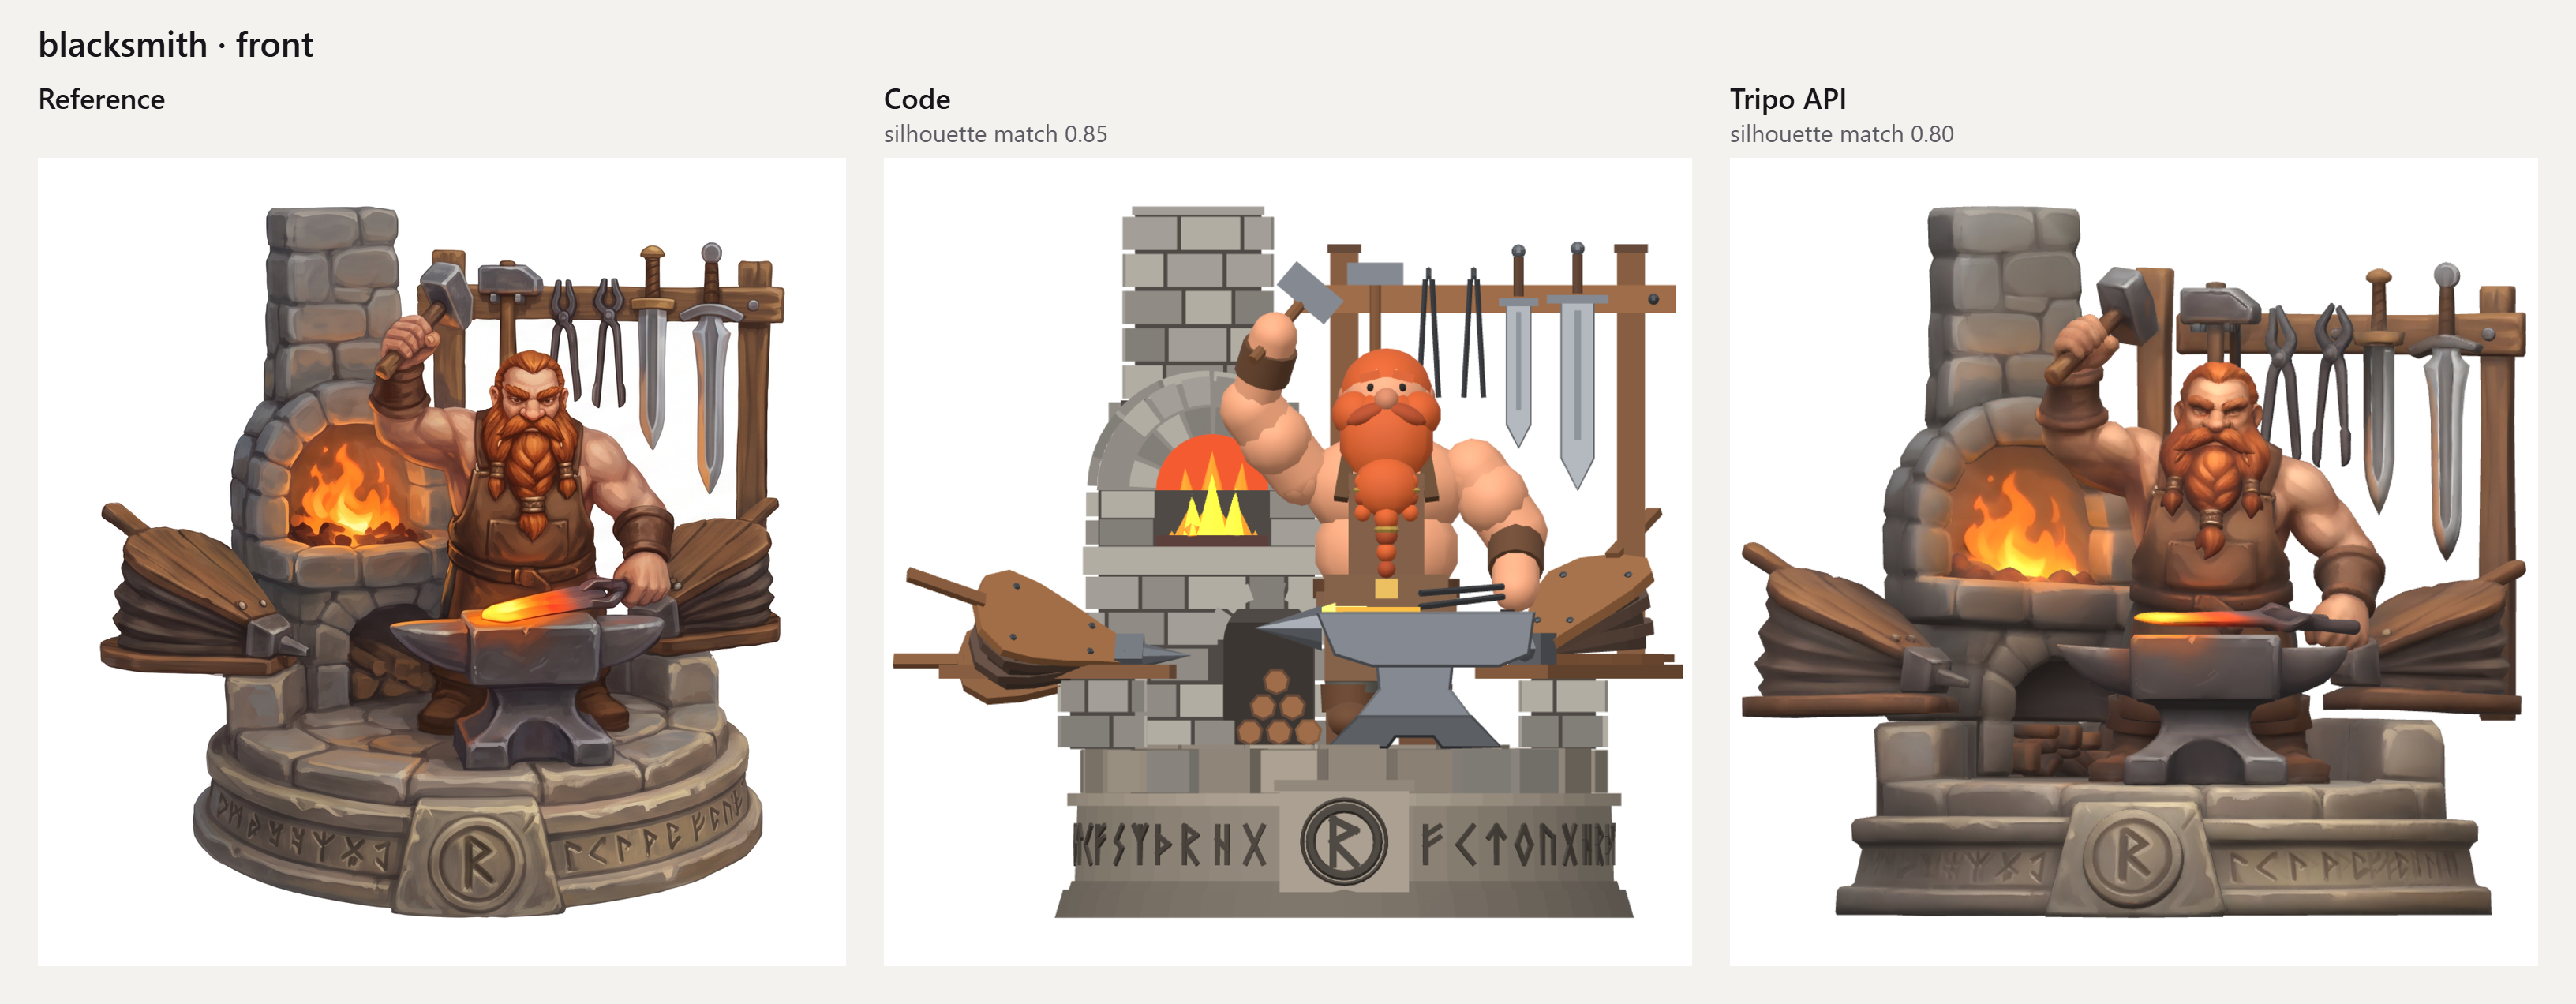 blacksmith · front
Reference
Code
silhouette match 0.85
Tripo API
silhouette match 0.80